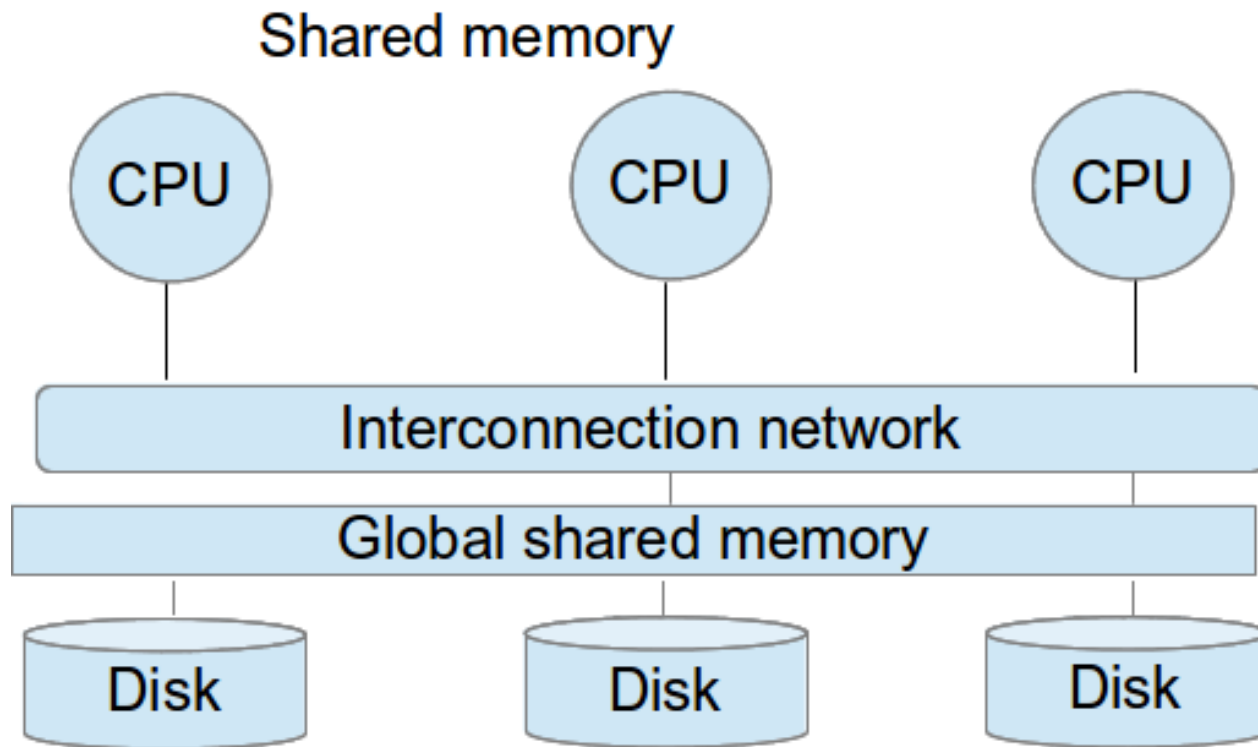 Shared memory
CPU CPU CPU
Interconnection network
Global shared memory
Disk Disk Disk